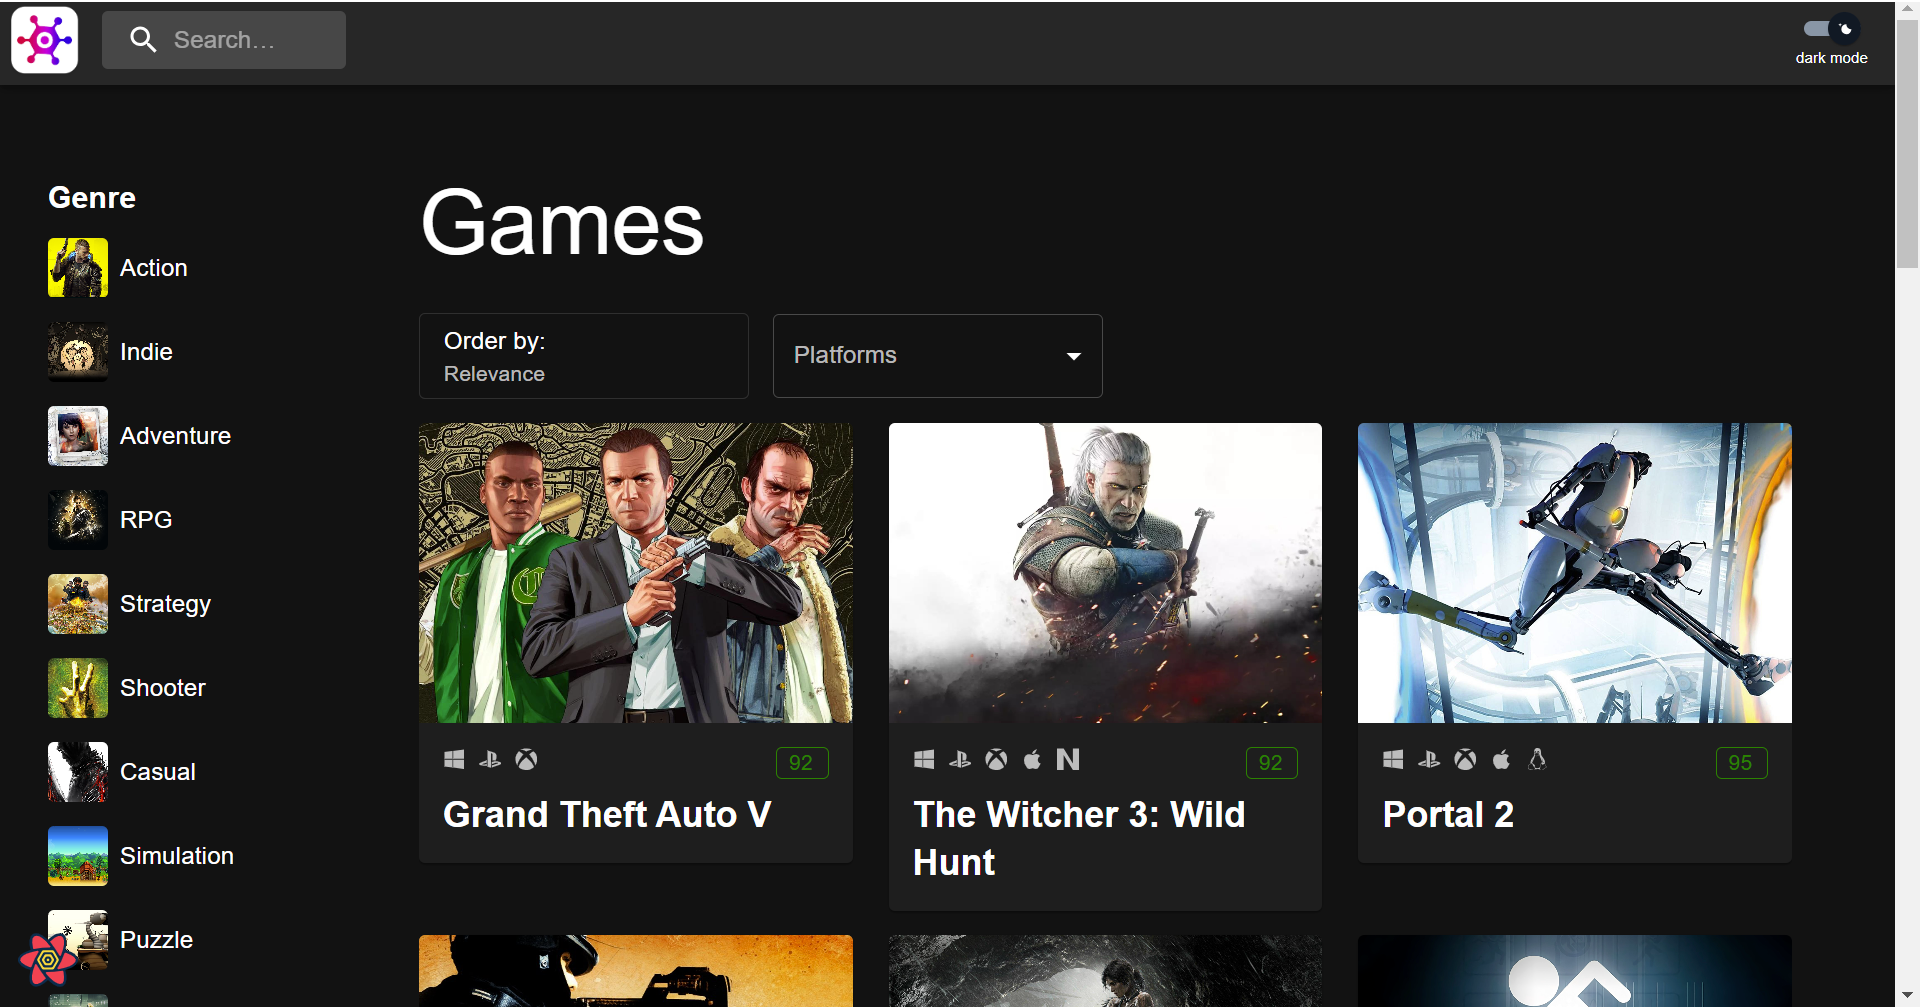 Search…
dark mode
Genre
Action
Indie
Adventure
RPG
Strategy
Shooter
Casual
Simulation
Puzzle
Games
Order by:
Relevance
Platforms
92
Grand Theft Auto V
92
The Witcher 3: Wild
Hunt
95
Portal 2